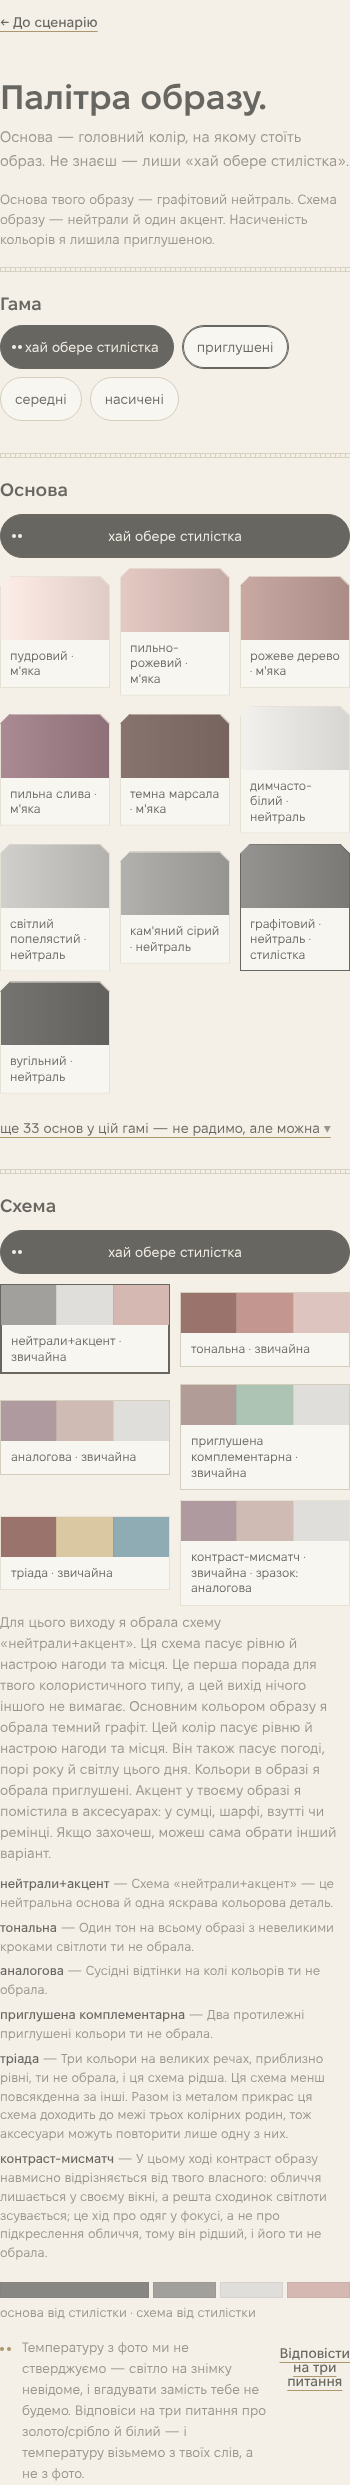 ← До сценарію
Палітра образу.
Основа — головний колір, на якому стоїть
образ. Не знаєш — лиши «хай обере стилістка».
Основа твого образу — графітовий нейтраль. Схема
образу — нейтрали й один акцент. Насиченість
кольорів я лишила приглушеною.
Гама
•• хай обере стилістка
приглушені
середні
насичені
Основа
•• хай обере стилістка
пудровий ·
м'яка
пильно-
рожевий ·
м'яка
рожеве дерево
· м'яка
пильна слива ·
м'яка
темна марсала
· м'яка
димчасто-
білий ·
нейтраль
світлий
попелястий ·
нейтраль
кам'яний сірий
· нейтраль
графітовий ·
нейтраль ·
стилістка
вугільний ·
нейтраль
ще 33 основ у цій гамі — не радимо, але можна ▾
Схема
•• хай обере стилістка
нейтрали+акцент ·
звичайна
тональна · звичайна
аналогова · звичайна
приглушена
комплементарна ·
звичайна
тріада · звичайна
контраст-мисматч ·
звичайна · зразок:
аналогова
Для цього виходу я обрала схему
«нейтрали+акцент». Ця схема пасує рівню й
настрою нагоди та місця. Це перша порада для
твого колористичного типу, а цей вихід нічого
іншого не вимагає. Основним кольором образу я
обрала темний графіт. Цей колір пасує рівню й
настрою нагоди та місця. Він також пасує погоді,
порі року й світлу цього дня. Кольори в образі я
обрала приглушені. Акцент у твоєму образі я
помістила в аксесуарах: у сумці, шарфі, взутті чи
ремінці. Якщо захочеш, можеш сама обрати інший
варіант.
нейтрали+акцент — Схема «нейтрали+акцент» — це
нейтральна основа й одна яскрава кольорова деталь.
тональна — Один тон на всьому образі з невеликими
кроками світлоти ти не обрала.
аналогова — Сусідні відтінки на колі кольорів ти не
обрала.
приглушена комплементарна — Два протилежні
приглушені кольори ти не обрала.
тріада — Три кольори на великих речах, приблизно
рівні, ти не обрала, і ця схема рідша. Ця схема менш
повсякденна за інші. Разом із металом прикрас ця
схема доходить до межі трьох колірних родин, тож
аксесуари можуть повторити лише одну з них.
контраст-мисматч — У цьому ході контраст образу
навмисно відрізняється від твого власного: обличчя
лишається у своєму вікні, а решта сходинок світлоти
зсувається; це хід про одяг у фокусі, а не про
підкреслення обличчя, тому він рідший, і його ти не
обрала.
основа від стилістки · схема від стилістки
•• Температуру з фото ми не
стверджуємо — світло на знімку
невідоме, і вгадувати замість тебе не
будемо. Відповіси на три питання про
золото/срібло й білий — і
температуру візьмемо з твоїх слів, а
не з фото.
Відповісти
на три
питання